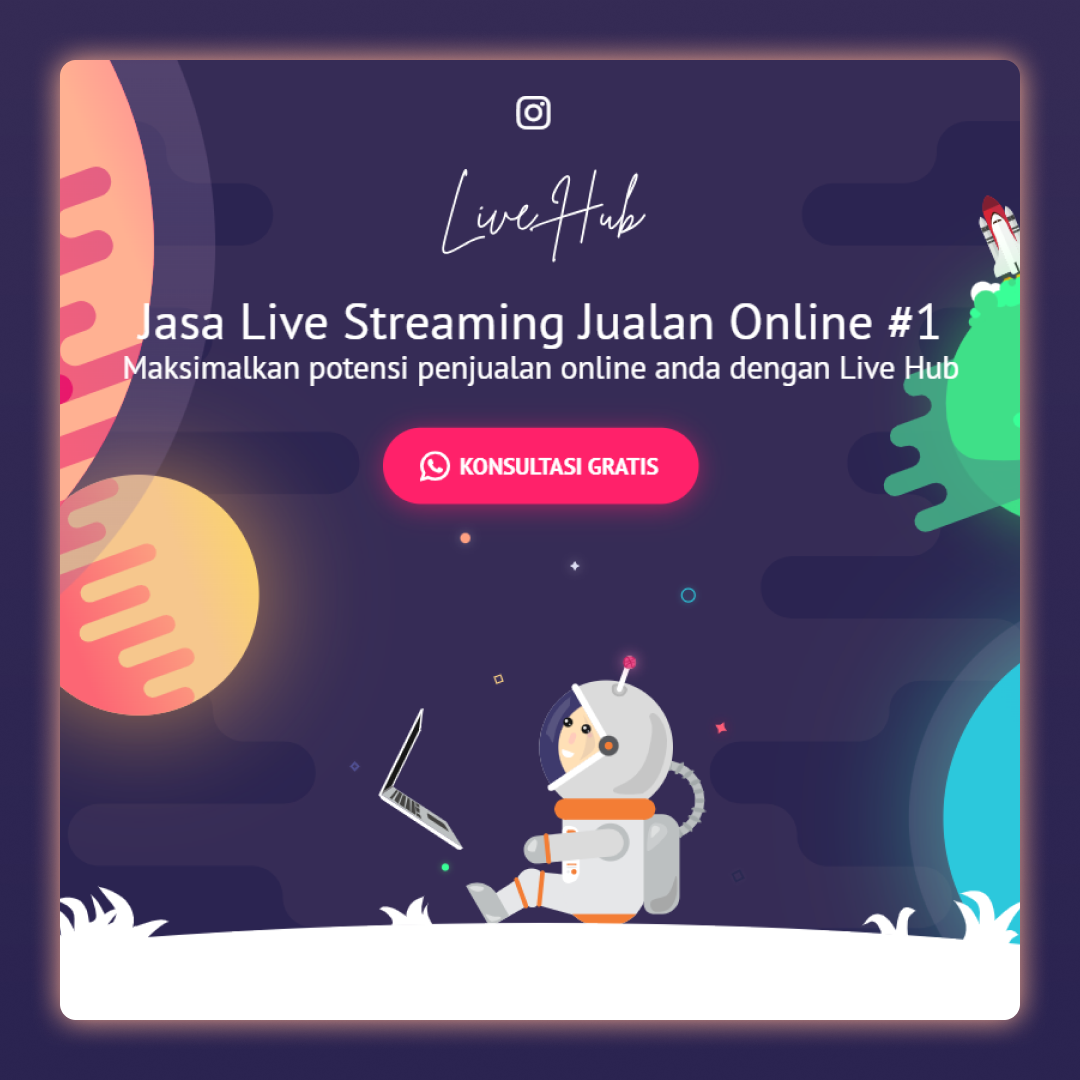 Live Hub
Jasa Live Streaming Jualan Online #1
Maksimalkan potensi penjualan online anda dengan Live Hub
KONSULTASI GRATIS